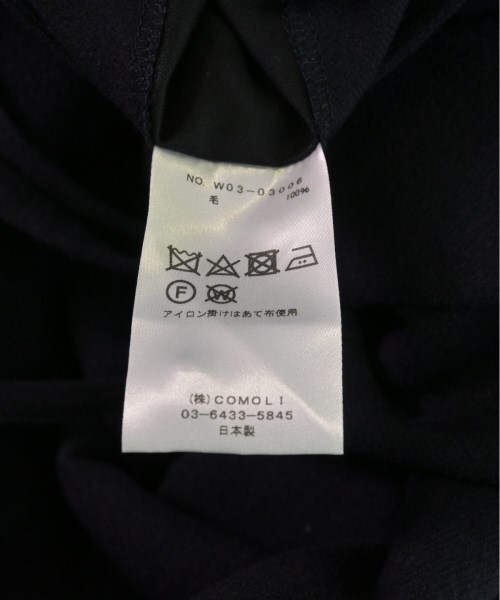 NO. W03-03006
毛 100%
F W
アイロン掛けはあて布使用
(株)COMOLI
03-6433-5845
日本製